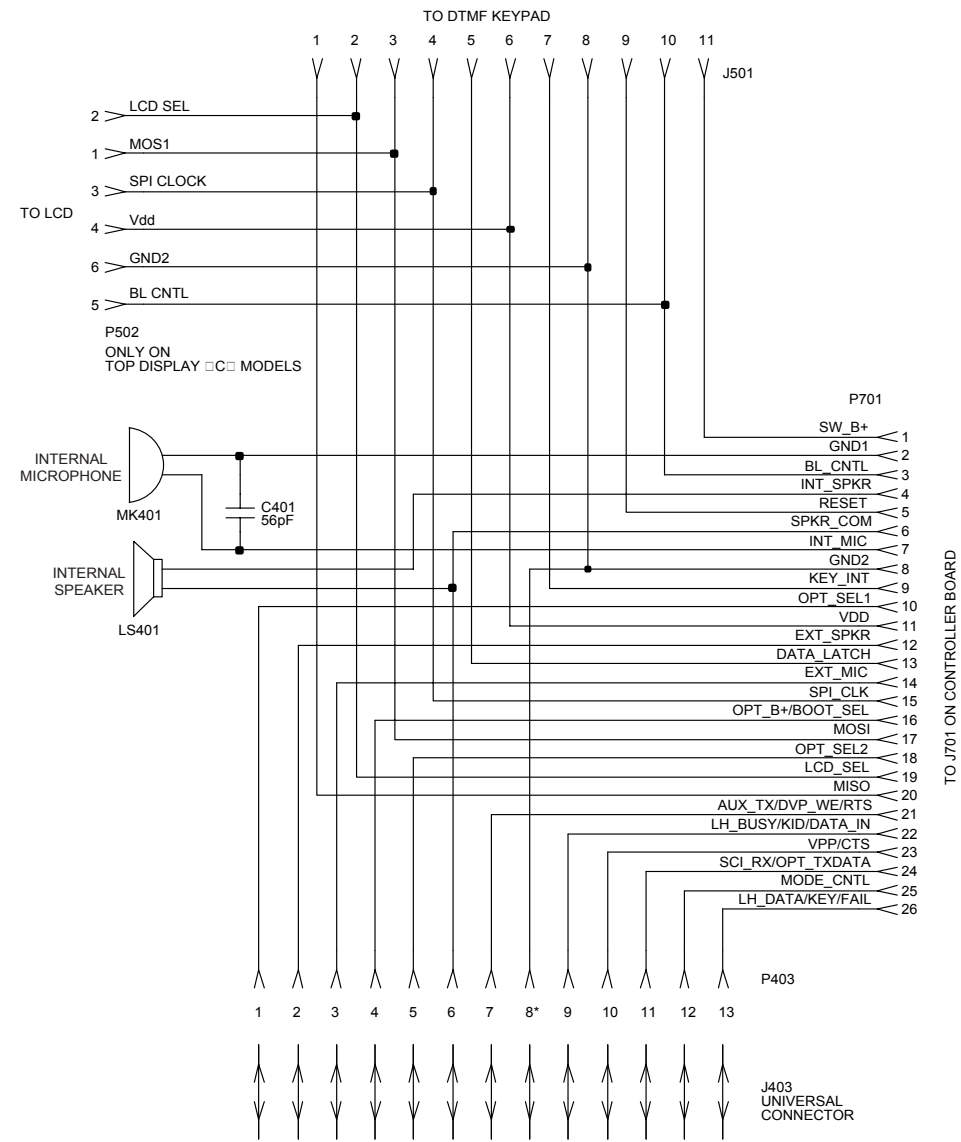 TO DTMF KEYPAD
1 2 3 4 5 6 7 8 9 10 11
J501
2 LCD SEL
1 MOS1
3 SPI CLOCK
TO LCD
4 Vdd
6 GND2
5 BL CNTL
P502
ONLY ON
TOP DISPLAY □C□ MODELS
P701
SW_B+ 1
GND1 2
BL_CNTL 3
INT_SPKR 4
RESET 5
SPKR_COM 6
INT_MIC 7
GND2 8
KEY_INT 9
OPT_SEL1 10
VDD 11
EXT_SPKR 12
DATA_LATCH 13
EXT_MIC 14
SPI_CLK 15
OPT_B+/BOOT_SEL 16
MOSI 17
OPT_SEL2 18
LCD_SEL 19
MISO 20
AUX_TX/DVP_WE/RTS 21
LH_BUSY/KID/DATA_IN 22
VPP/CTS 23
SCI_RX/OPT_TXDATA 24
MODE_CNTL 25
LH_DATA/KEY/FAIL 26
TO J701 ON CONTROLLER BOARD
INTERNAL
MICROPHONE
MK401
C401
56pF
INTERNAL
SPEAKER
LS401
P403
1 2 3 4 5 6 7 8* 9 10 11 12 13
J403
UNIVERSAL
CONNECTOR